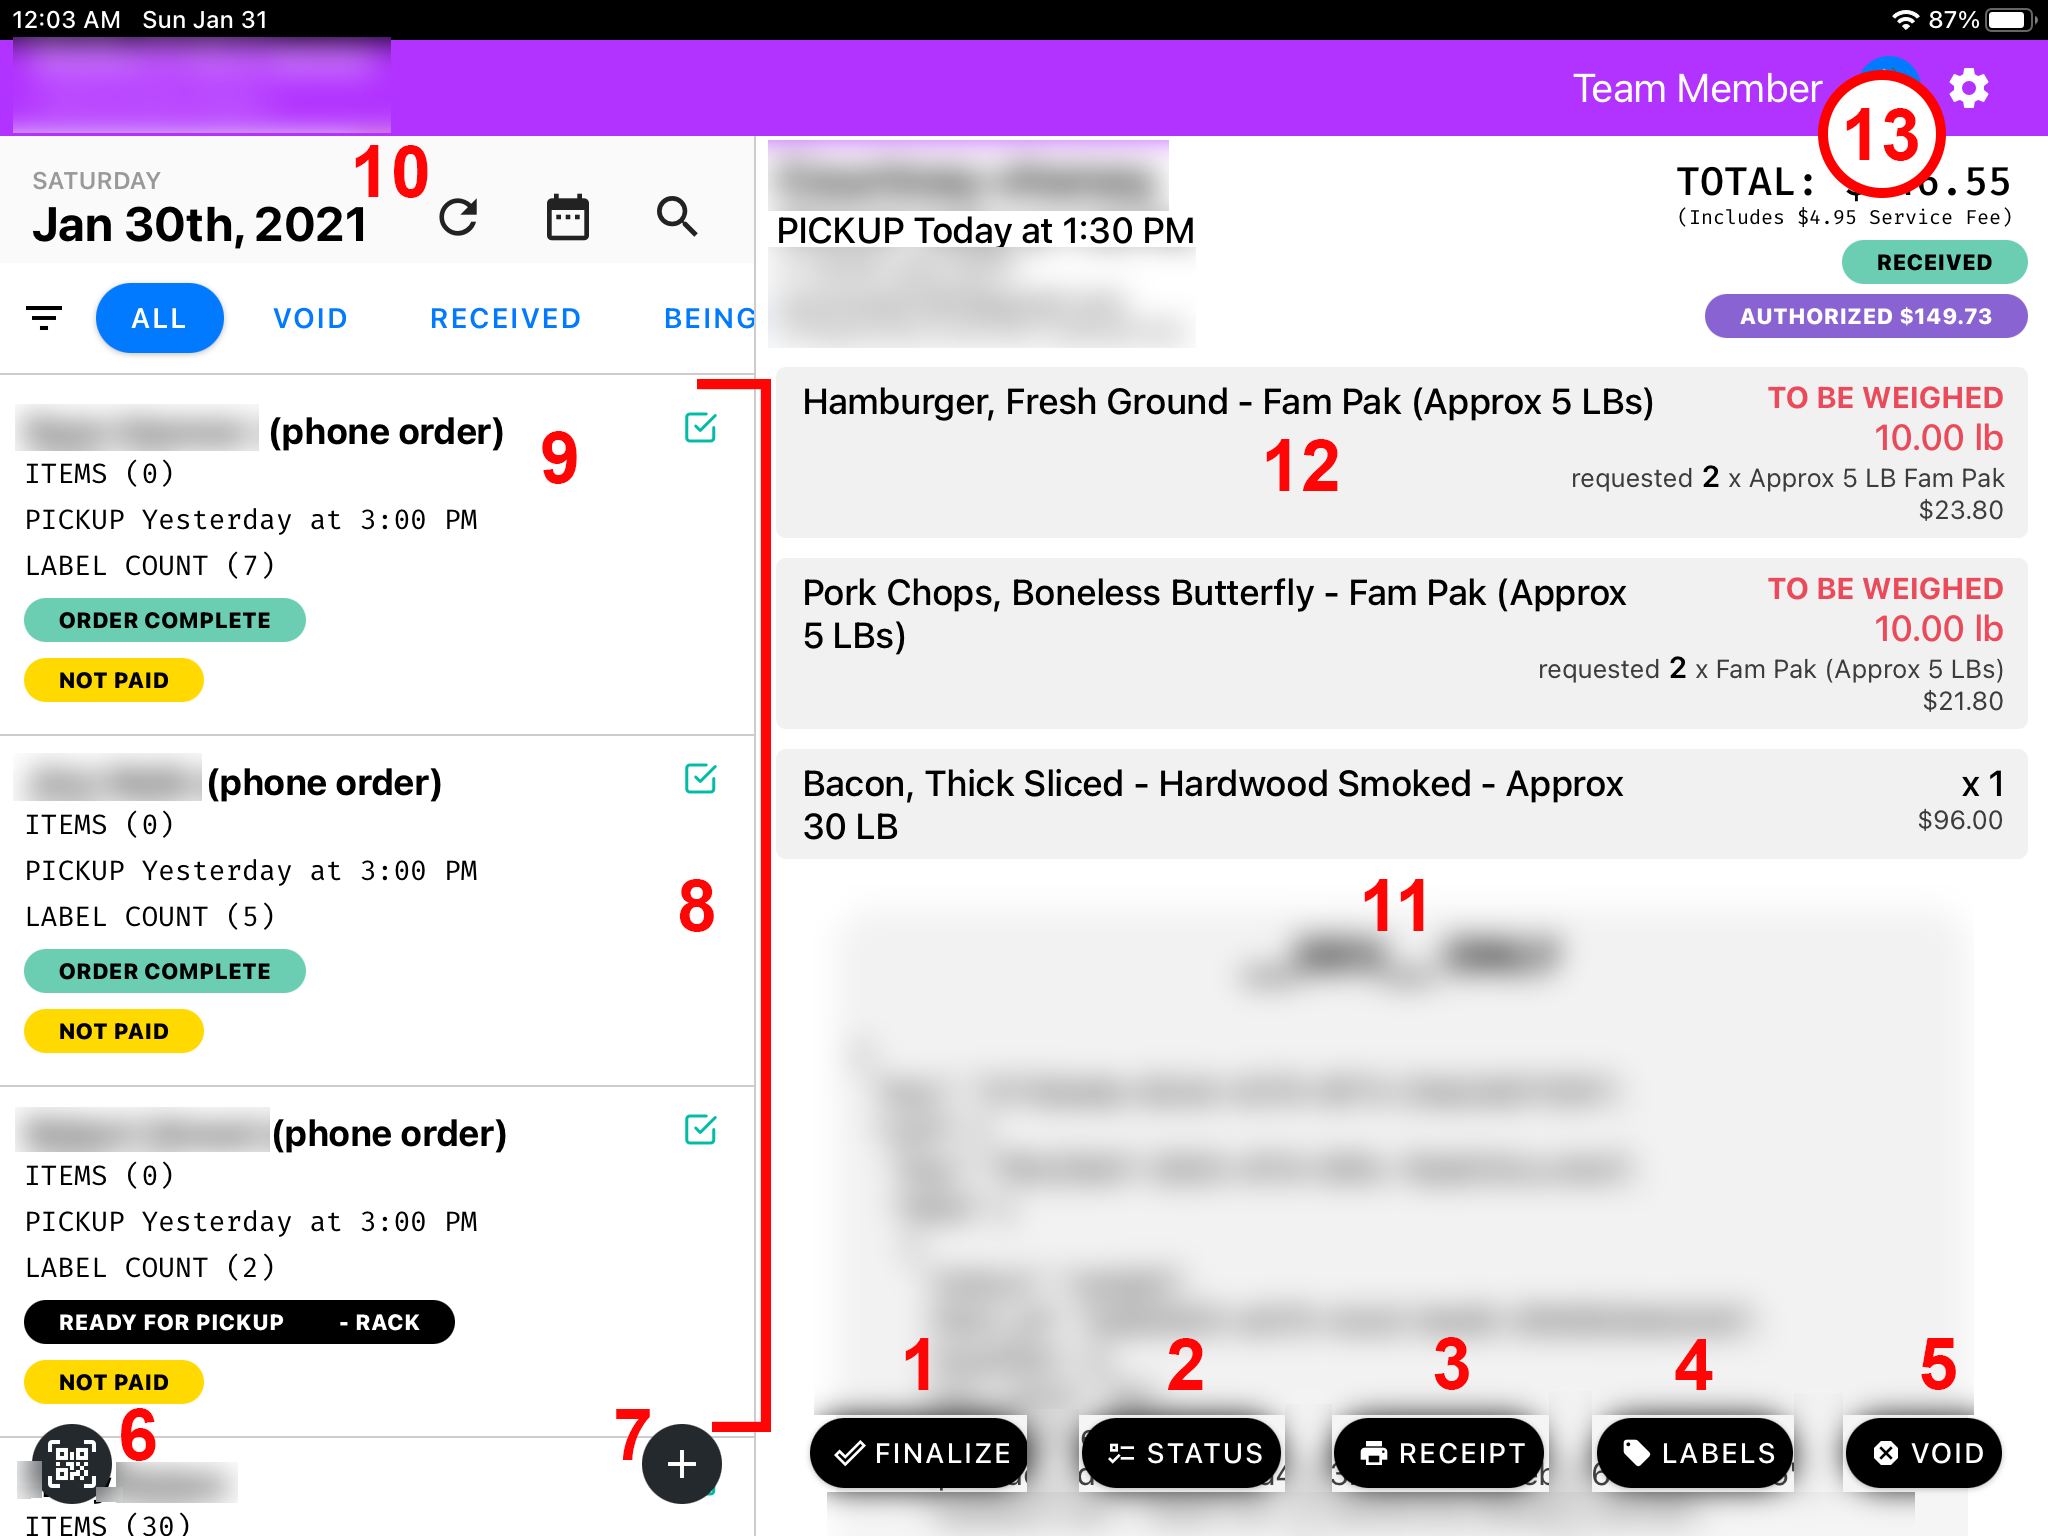 12:03 AM Sun Jan 31
87%
Team Member
13
SATURDAY
Jan 30th, 2021
10
ALL VOID RECEIVED BEING
(phone order)
9
ITEMS (0)
PICKUP Yesterday at 3:00 PM
LABEL COUNT (7)
ORDER COMPLETE
NOT PAID
(phone order)
ITEMS (0)
PICKUP Yesterday at 3:00 PM
8
LABEL COUNT (5)
ORDER COMPLETE
NOT PAID
(phone order)
ITEMS (0)
PICKUP Yesterday at 3:00 PM
LABEL COUNT (2)
READY FOR PICKUP - RACK
NOT PAID
6
7
ITEMS (30)
PICKUP Today at 1:30 PM
TOTAL: 6.55
(Includes $4.95 Service Fee)
RECEIVED
AUTHORIZED $149.73
Hamburger, Fresh Ground - Fam Pak (Approx 5 LBs)
12
TO BE WEIGHED
10.00 lb
requested 2 x Approx 5 LB Fam Pak
$23.80
Pork Chops, Boneless Butterfly - Fam Pak (Approx
5 LBs)
TO BE WEIGHED
10.00 lb
requested 2 x Fam Pak (Approx 5 LBs)
$21.80
Bacon, Thick Sliced - Hardwood Smoked - Approx
30 LB
x 1
$96.00
11
1 2 3 4 5
FINALIZE STATUS RECEIPT LABELS VOID